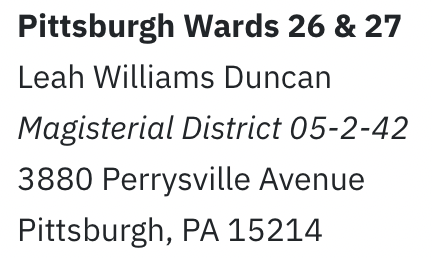 Pittsburgh Wards 26 & 27
Leah Williams Duncan
Magisterial District 05-2-42
3880 Perrysville Avenue
Pittsburgh, PA 15214